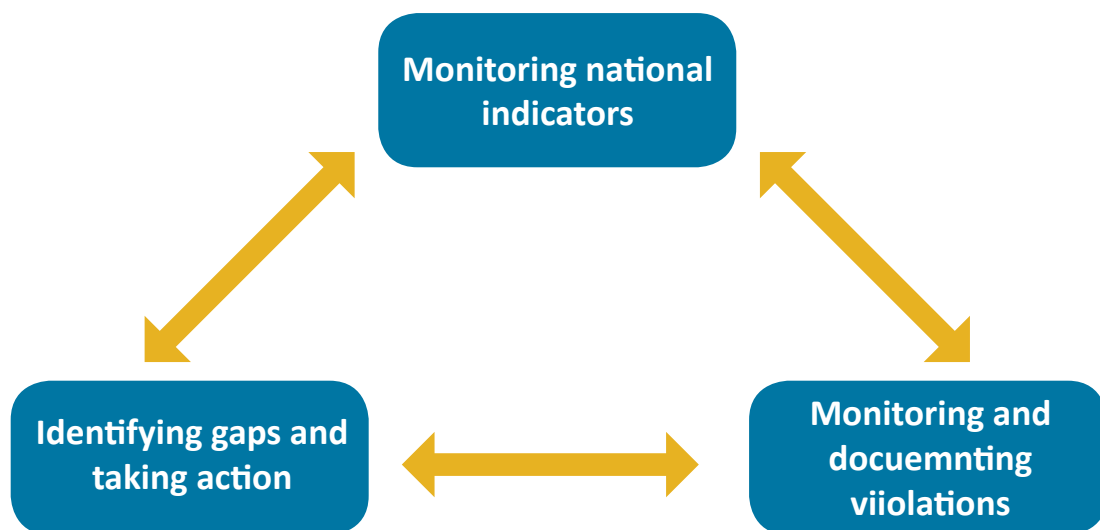 Monitoring national
indicators
Identifying gaps and
taking action
Monitoring and
docuemnting
viiolations